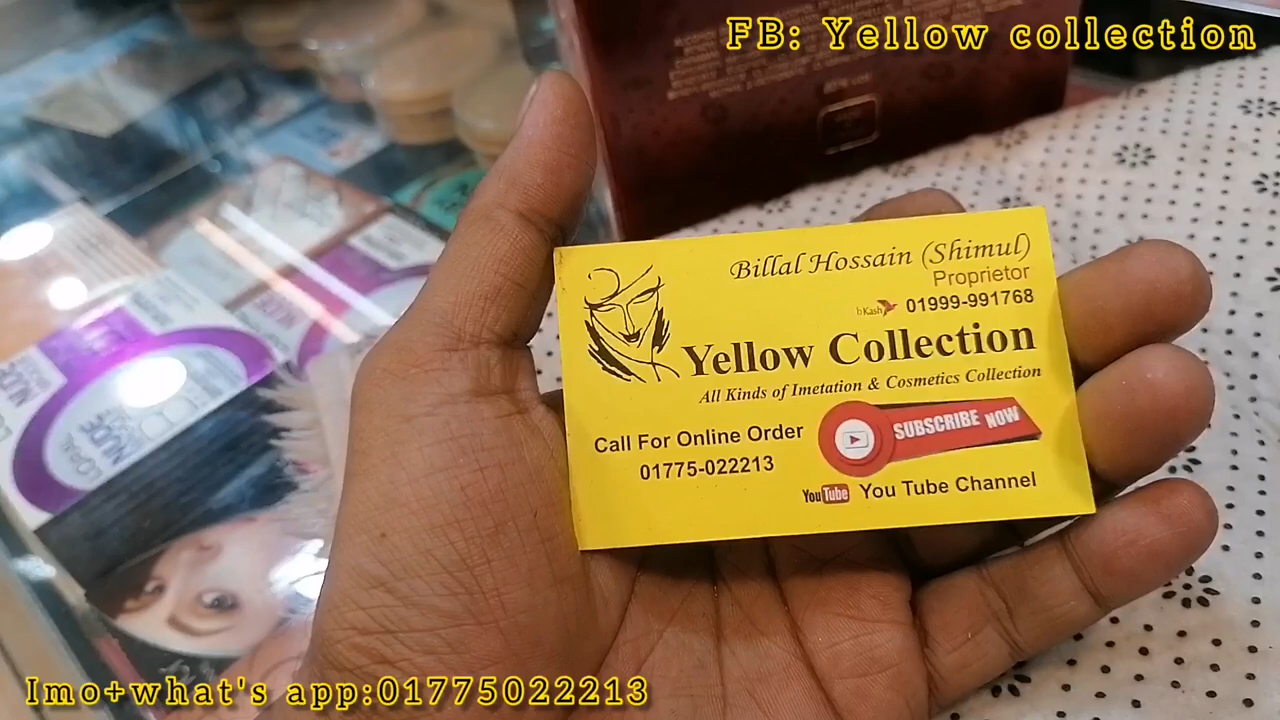 FB: Yellow collection
Billal Hossain (Shimul)
Proprietor
bKash 01999-991768
Yellow Collection
All Kinds of Imetation & Cosmetics Collection
Call For Online Order
01775-022213
SUBSCRIBE NOW
YouTube You Tube Channel
NUDE
Imo+what's app:01775022213